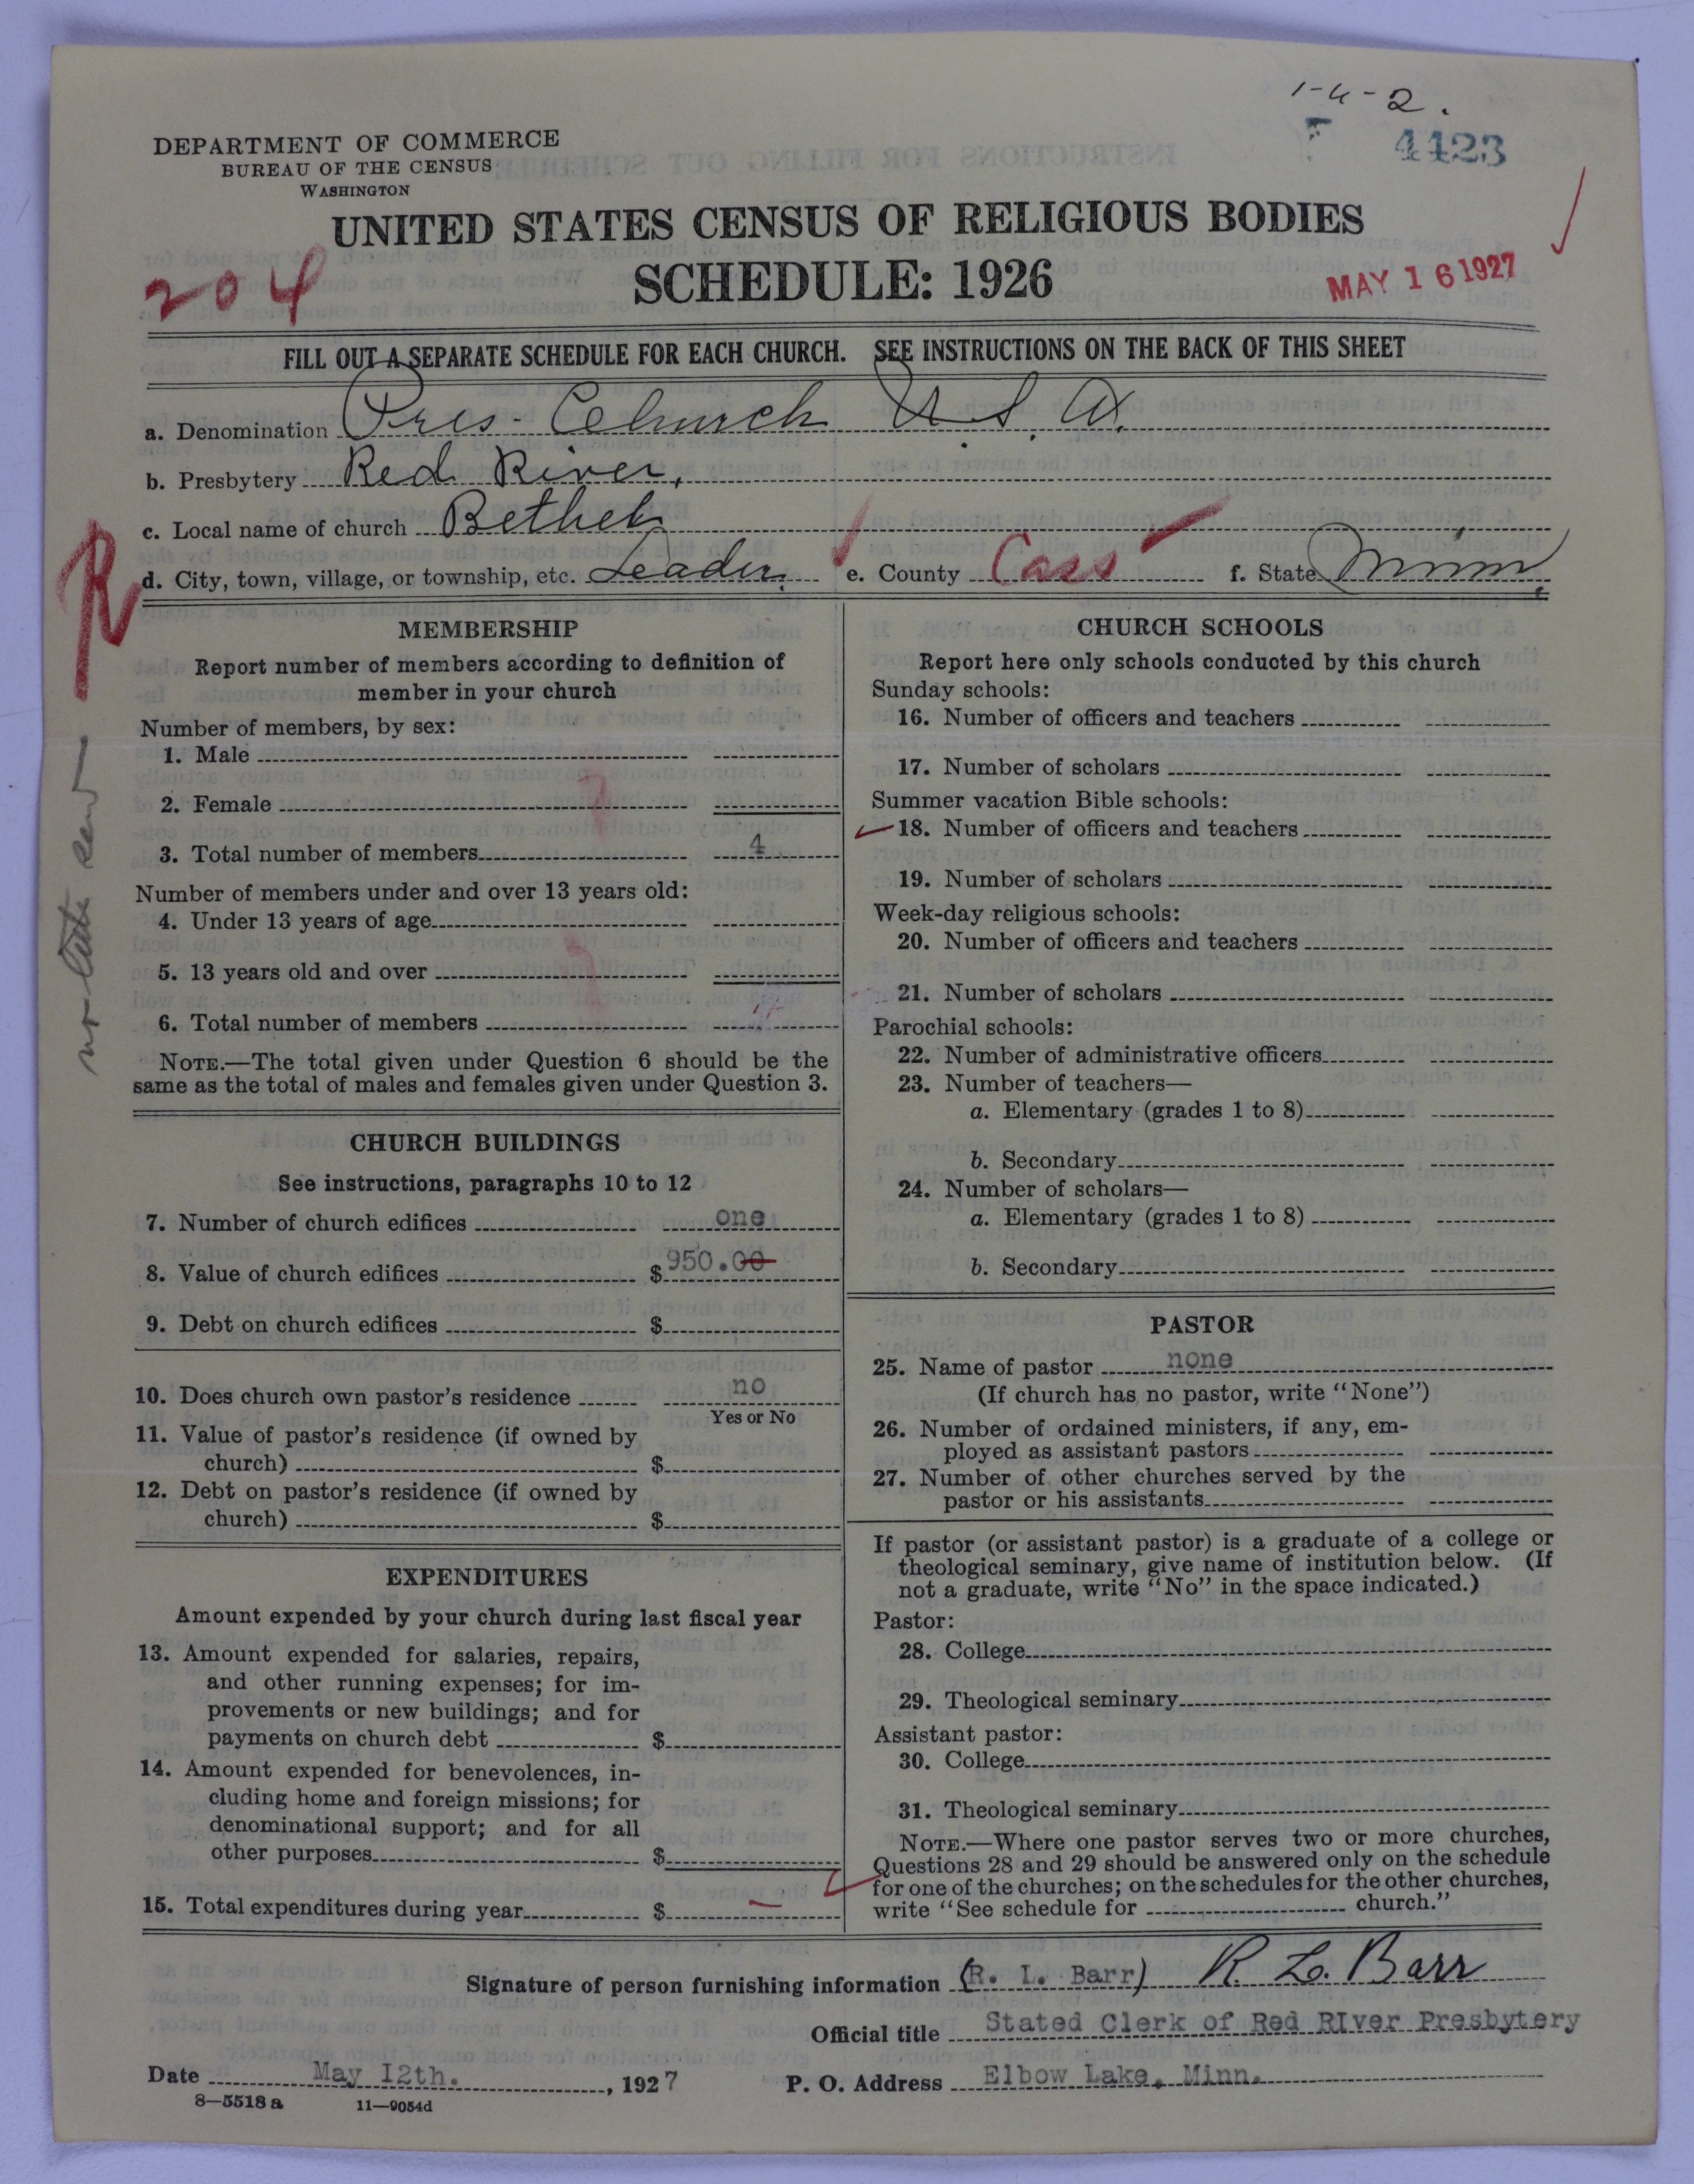 1-4-2.
4423
DEPARTMENT OF COMMERCE
BUREAU OF THE CENSUS
WASHINGTON
UNITED STATES CENSUS OF RELIGIOUS BODIES
SCHEDULE: 1926
204
MAY 16 1927
FILL OUT A SEPARATE SCHEDULE FOR EACH CHURCH. SEE INSTRUCTIONS ON THE BACK OF THIS SHEET
a. Denomination Pres. Church U. S. A.
b. Presbytery Red River.
c. Local name of church Bethel
R
d. City, town, village, or township, etc. Leader. e. County Cass f. State Minn.
MEMBERSHIP
Report number of members according to definition of
member in your church
Number of members, by sex:
1. Male
2. Female
3. Total number of members 4
Number of members under and over 13 years old:
4. Under 13 years of age
5. 13 years old and over
6. Total number of members
NOTE.—The total given under Question 6 should be the
same as the total of males and females given under Question 3.
CHURCH BUILDINGS
See instructions, paragraphs 10 to 12
7. Number of church edifices one
8. Value of church edifices $950.00
9. Debt on church edifices $
10. Does church own pastor's residence no
Yes or No
11. Value of pastor's residence (if owned by
church) $
12. Debt on pastor's residence (if owned by
church) $
EXPENDITURES
Amount expended by your church during last fiscal year
13. Amount expended for salaries, repairs,
and other running expenses; for im-
provements or new buildings; and for
payments on church debt $
14. Amount expended for benevolences, in-
cluding home and foreign missions; for
denominational support; and for all
other purposes $
15. Total expenditures during year $ —
CHURCH SCHOOLS
Report here only schools conducted by this church
Sunday schools:
16. Number of officers and teachers
17. Number of scholars
Summer vacation Bible schools:
18. Number of officers and teachers
19. Number of scholars
Week-day religious schools:
20. Number of officers and teachers
21. Number of scholars
Parochial schools:
22. Number of administrative officers
23. Number of teachers—
a. Elementary (grades 1 to 8)
b. Secondary
24. Number of scholars—
a. Elementary (grades 1 to 8)
b. Secondary
PASTOR
25. Name of pastor none
(If church has no pastor, write "None")
26. Number of ordained ministers, if any, em-
ployed as assistant pastors
27. Number of other churches served by the
pastor or his assistants
If pastor (or assistant pastor) is a graduate of a college or
theological seminary, give name of institution below. (If
not a graduate, write "No" in the space indicated.)
Pastor:
28. College
29. Theological seminary
Assistant pastor:
30. College
31. Theological seminary
NOTE.—Where one pastor serves two or more churches,
Questions 28 and 29 should be answered only on the schedule
for one of the churches; on the schedules for the other churches,
write "See schedule for church."
Signature of person furnishing information (R. L. Barr) R. L. Barr
Official title Stated Clerk of Red RIver Presbytery
Date May 12th. , 1927 P. O. Address Elbow Lake, Minn.
8—5518 a 11—9054d